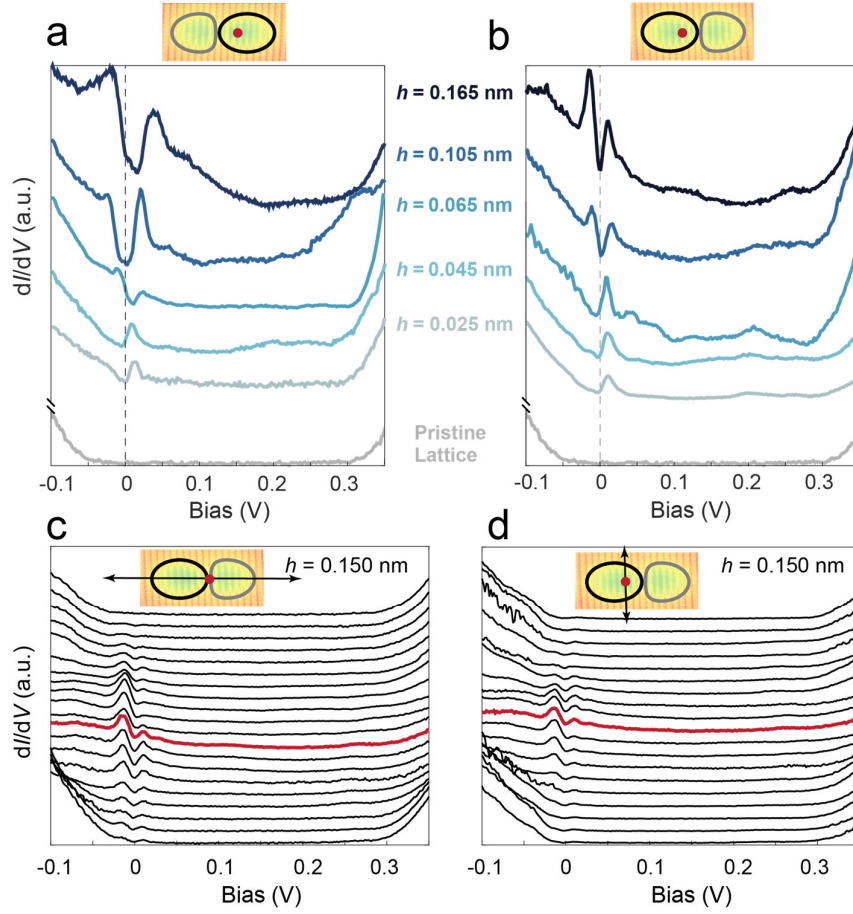 a
b
h = 0.165 nm
h = 0.105 nm
h = 0.065 nm
h = 0.045 nm
h = 0.025 nm
Pristine
Lattice
dI/dV (a.u.)
-0.1 0 0.1 0.2 0.3
Bias (V)
-0.1 0 0.1 0.2 0.3
Bias (V)
c
h = 0.150 nm
d
h = 0.150 nm
dI/dV (a.u.)
-0.1 0 0.1 0.2 0.3
Bias (V)
-0.1 0 0.1 0.2 0.3
Bias (V)